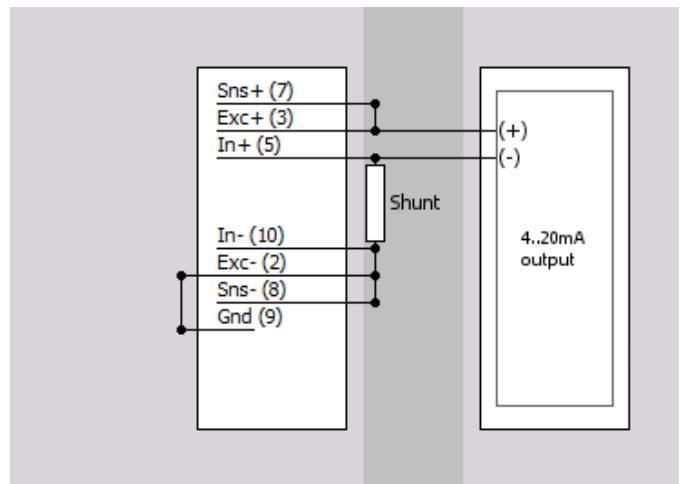 Sns+ (7)
Exc+ (3)
In+ (5)
(+)
(-)
Shunt
In- (10)
Exc- (2)
Sns- (8)
Gnd (9)
4..20mA
output